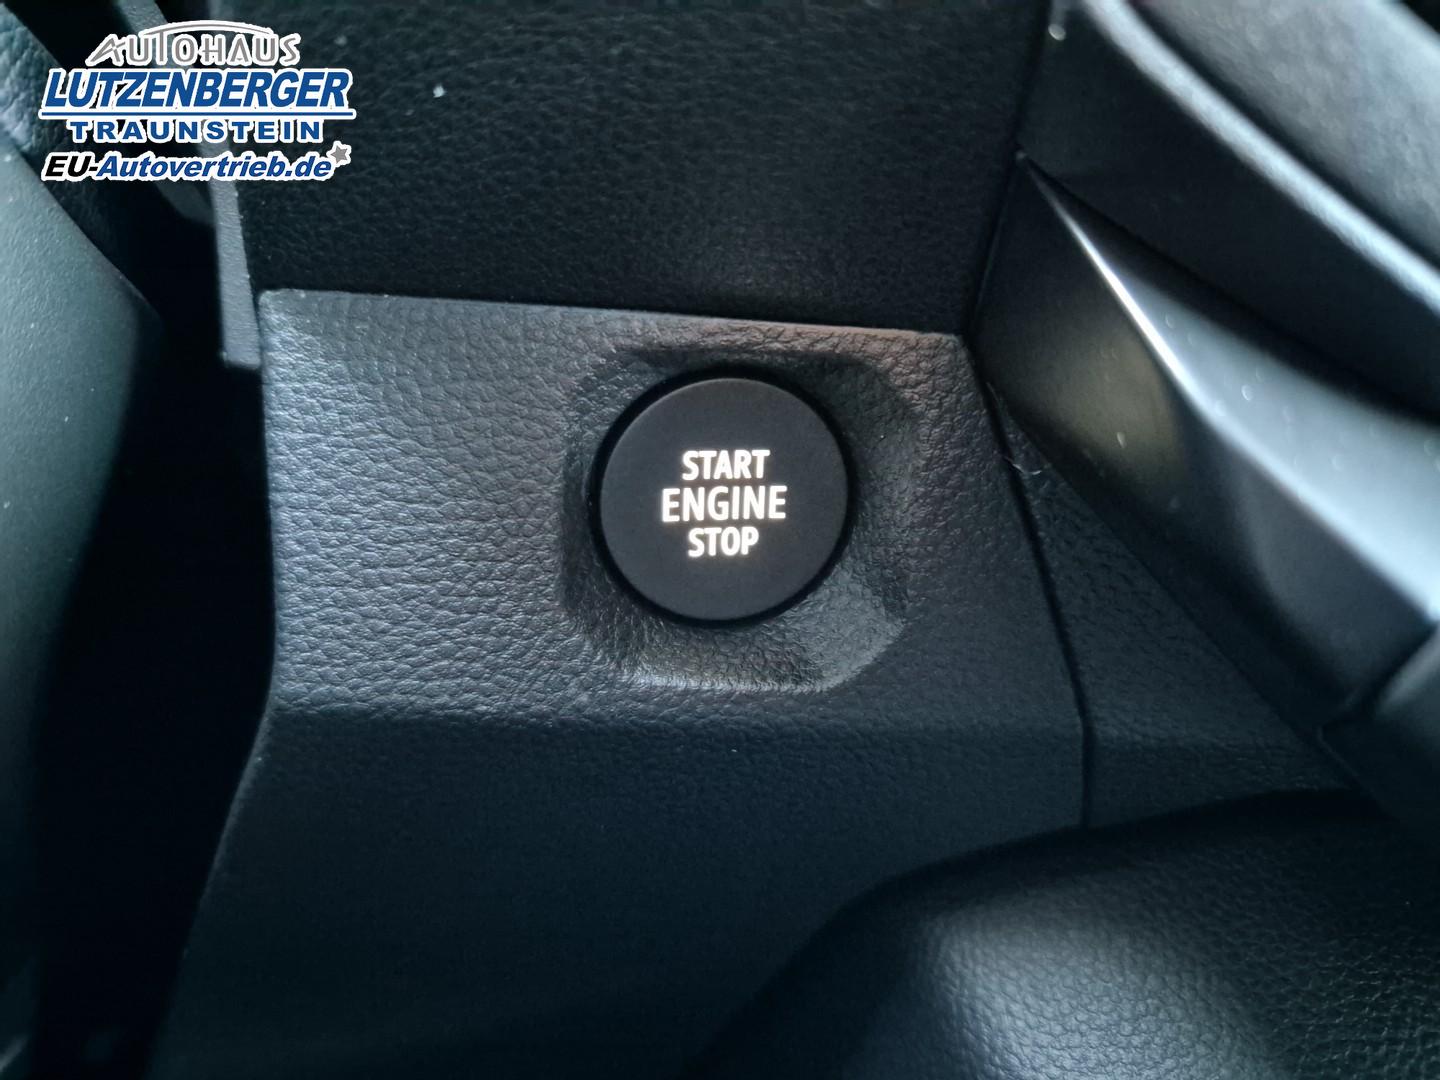 AUTOHAUS
LUTZENBERGER
TRAUNSTEIN
EU-Autovertrieb.de
START
ENGINE
STOP